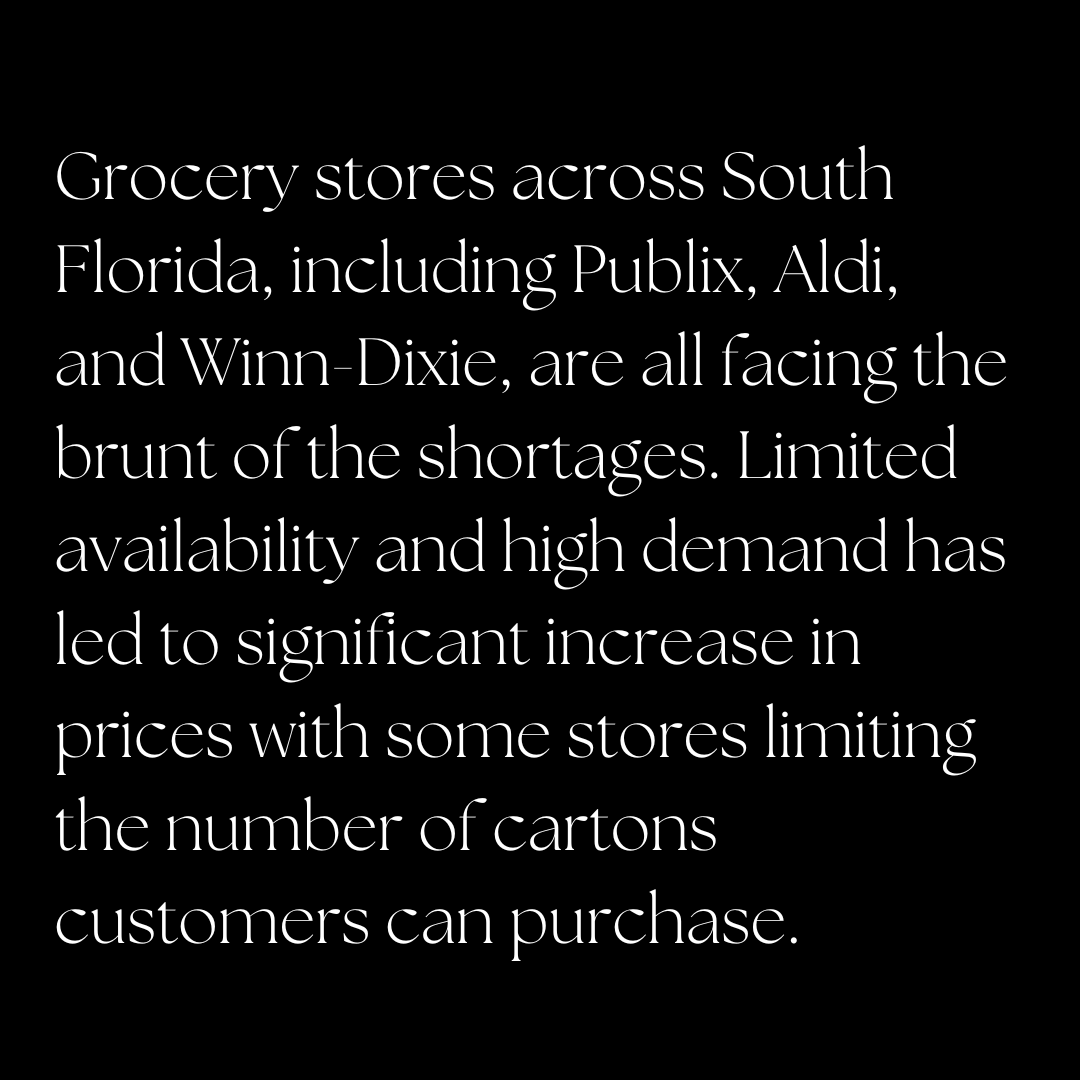 Grocery stores across South
Florida, including Publix, Aldi,
and Winn-Dixie, are all facing the
brunt of the shortages. Limited
availability and high demand has
led to significant increase in
prices with some stores limiting
the number of cartons
customers can purchase.